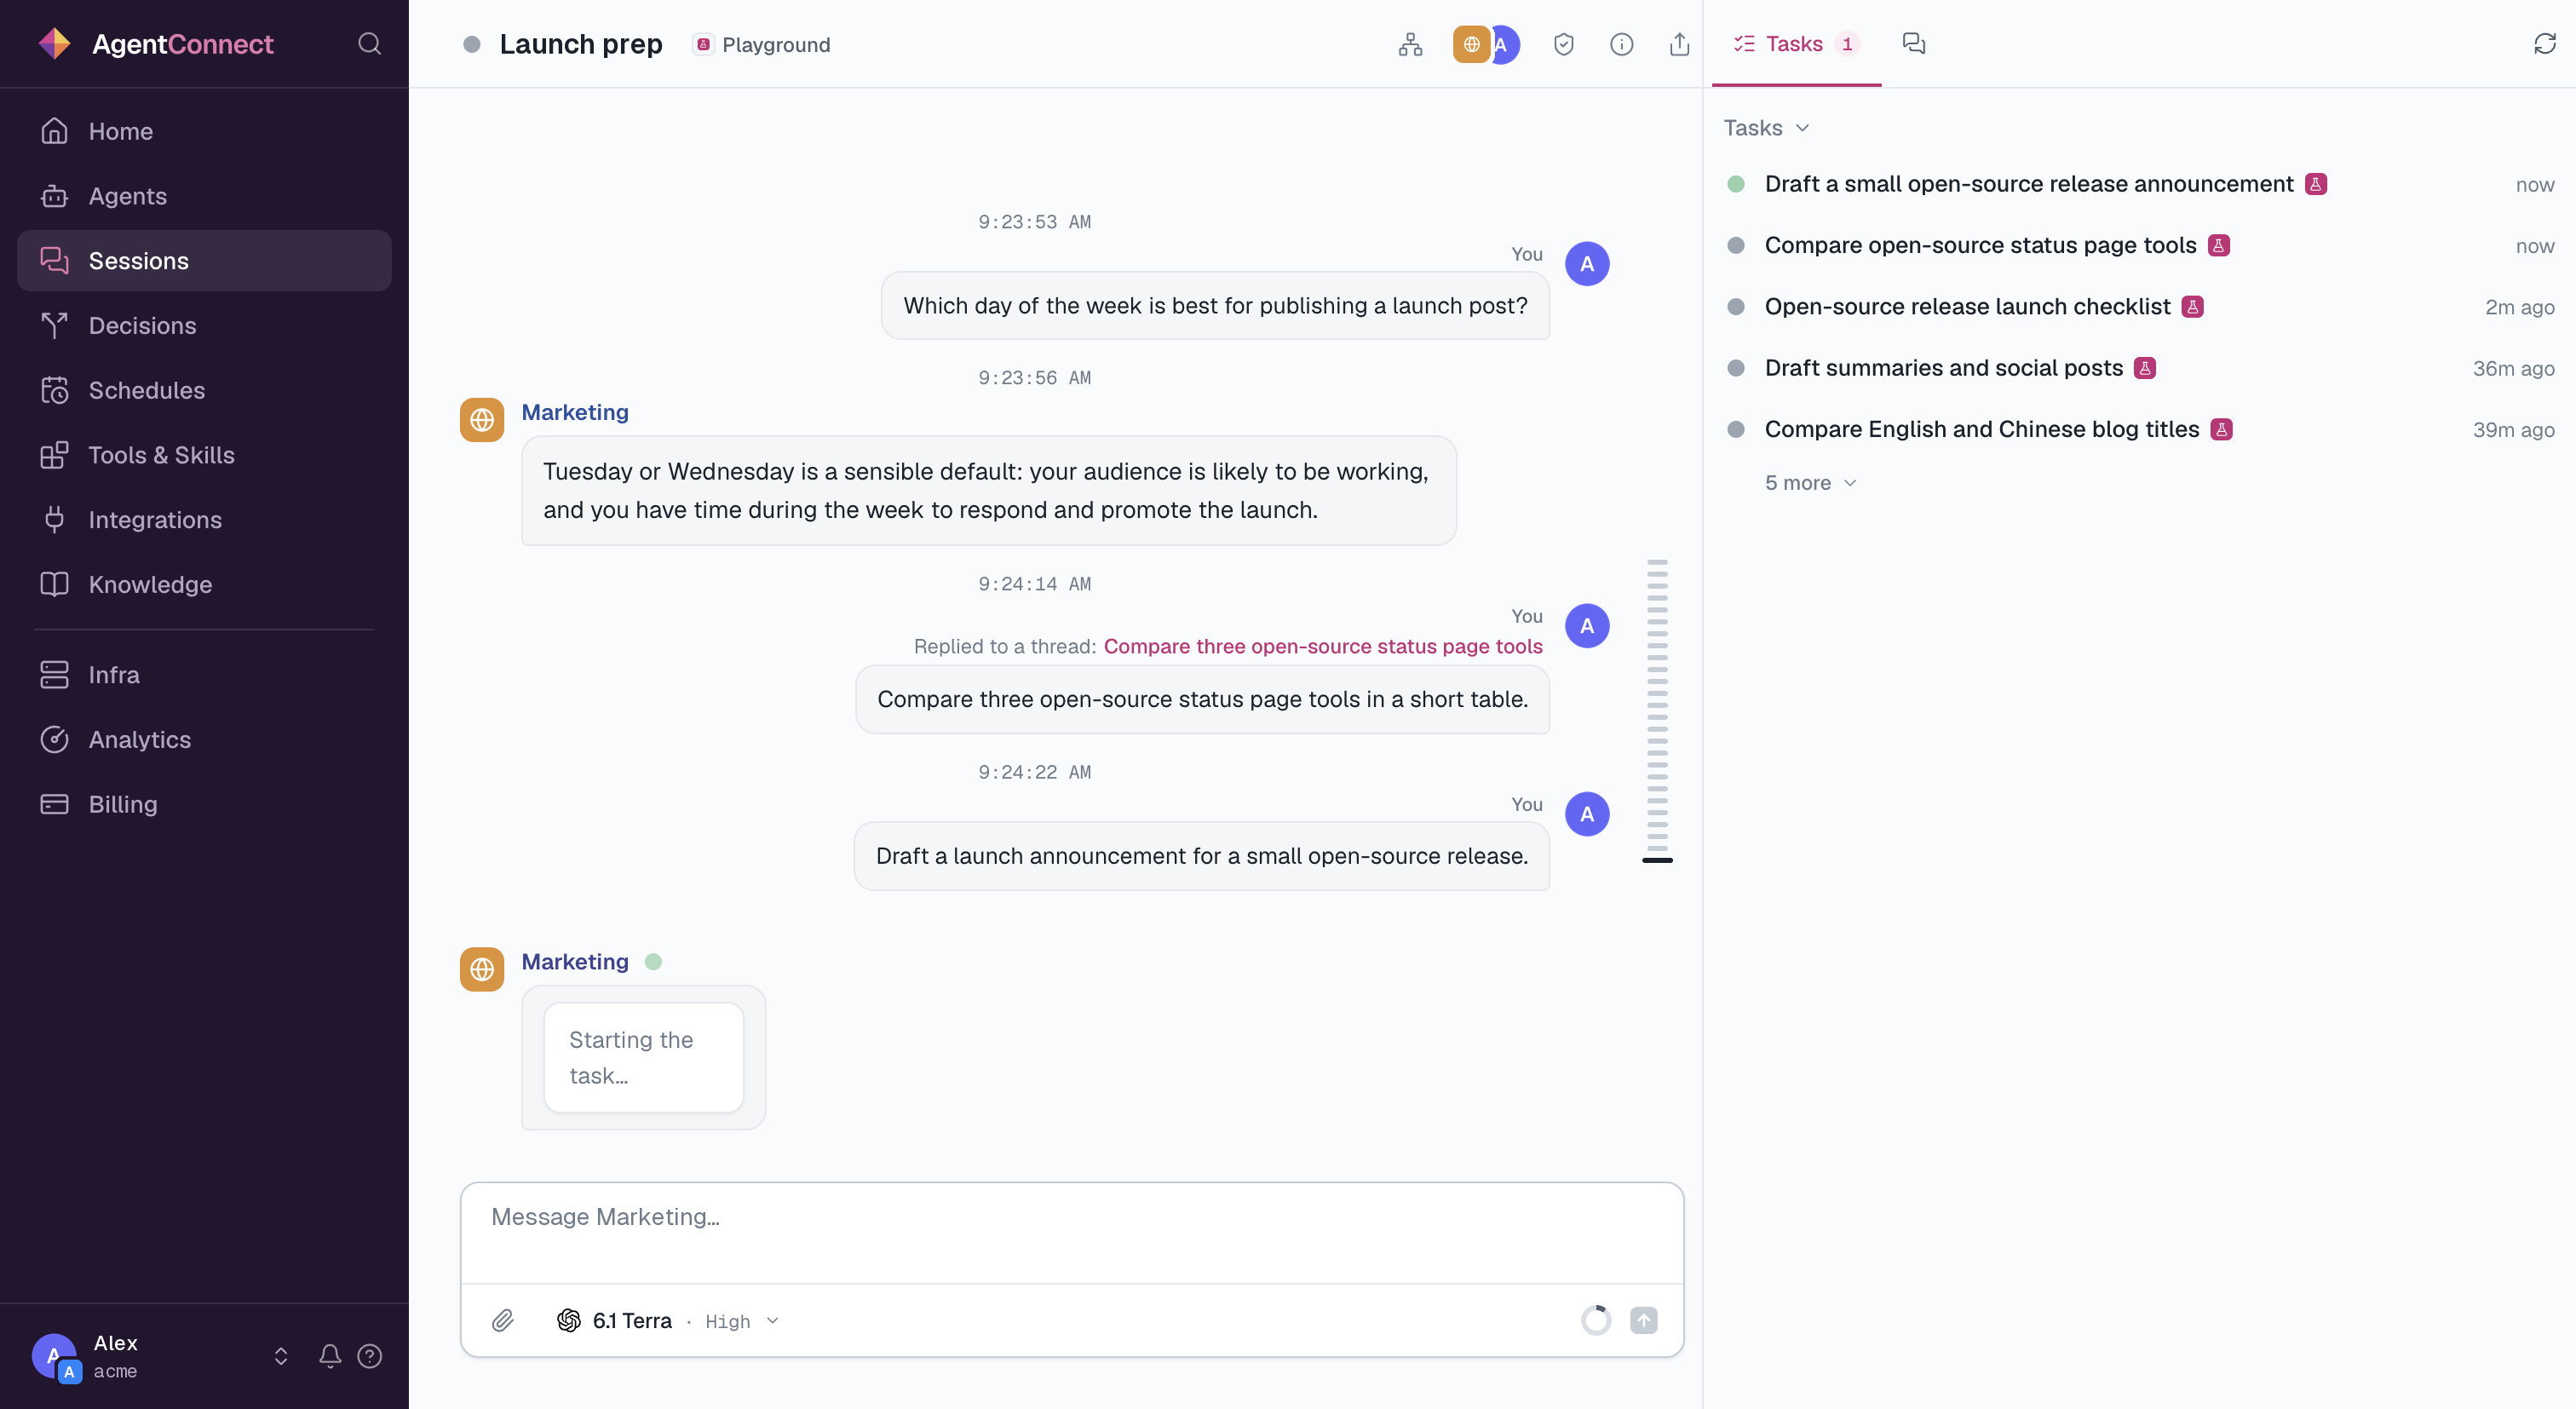 AgentConnect
Home
Agents
Sessions
Decisions
Schedules
Tools & Skills
Integrations
Knowledge
Infra
Analytics
Billing
A
A
Alex
acme
Launch prep
Playground
A
9:23:53 AM
You
A
Which day of the week is best for publishing a launch post?
9:23:56 AM
Marketing
Tuesday or Wednesday is a sensible default: your audience is likely to be working,
and you have time during the week to respond and promote the launch.
9:24:14 AM
You
A
Replied to a thread: Compare three open-source status page tools
Compare three open-source status page tools in a short table.
9:24:22 AM
You
A
Draft a launch announcement for a small open-source release.
Marketing
Starting the
task...
Message Marketing...
6.1 Terra · High
Tasks 1
Tasks
Draft a small open-source release announcement now
Compare open-source status page tools now
Open-source release launch checklist 2m ago
Draft summaries and social posts 36m ago
Compare English and Chinese blog titles 39m ago
5 more